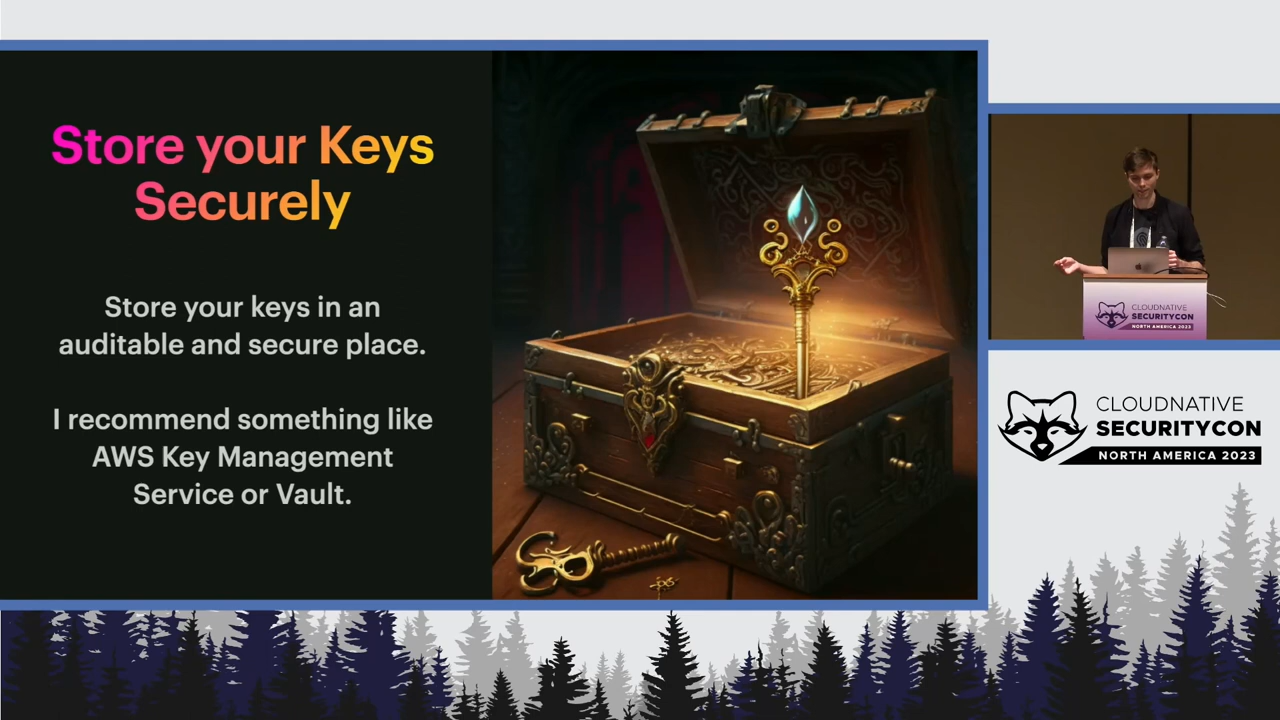 Store your Keys
Securely
Store your keys in an
auditable and secure place.
I recommend something like
AWS Key Management
Service or Vault.
CLOUDNATIVE
SECURITYCON
NORTH AMERICA 2023
CLOUDNATIVE
SECURITYCON
NORTH AMERICA 2023